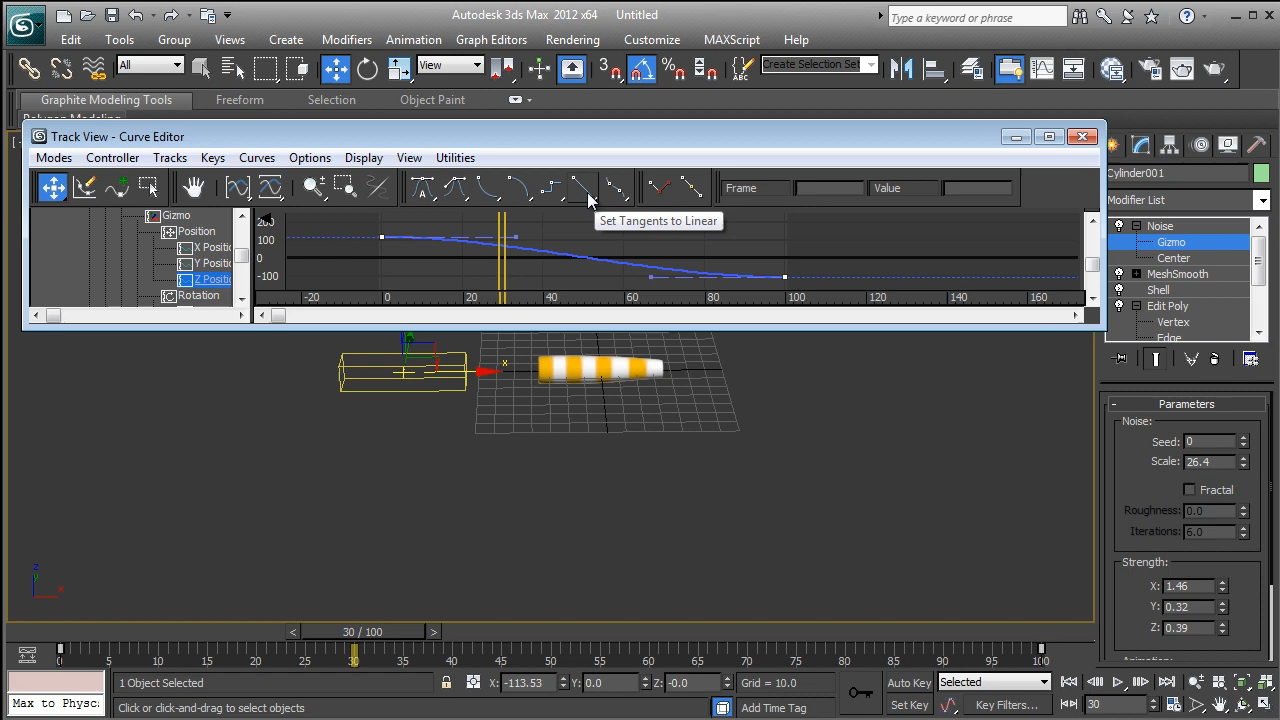 Autodesk 3ds Max 2012 x64 Untitled
Type a keyword or phrase
Edit Tools Group Views Create Modifiers Animation Graph Editors Rendering Customize MAXScript Help
All View 3 ABC Create Selection Set
Graphite Modeling Tools Freeform Selection Object Paint
Polygon Modeling
Track View - Curve Editor
Modes Controller Tracks Keys Curves Options Display View Utilities
Frame Value
Cylinder001
Modifier List
Set Tangents to Linear
Gizmo
Position
X Positi
Y Positi
Z Positi
Rotation
200
100
0
-100
-20 0 20 40 60 80 100 120 140 160
Noise
Gizmo
Center
MeshSmooth
Shell
Edit Poly
Vertex
Edge
x
Parameters
Noise:
Seed: 0
Scale: 26.4
Fractal
Roughness: 0.0
Iterations: 6.0
Strength:
X: 1.46
Y: 0.32
Z: 0.39
Animation:
z
x
< 30 / 100 >
0 5 10 15 20 25 30 35 40 45 50 55 60 65 70 75 80 85 90 95 100
1 Object Selected X: -113.53 Y: 0.0 Z: -0.0 Grid = 10.0 Auto Key Selected
Max to Physc
Click or click-and-drag to select objects Add Time Tag Set Key Key Filters... 30